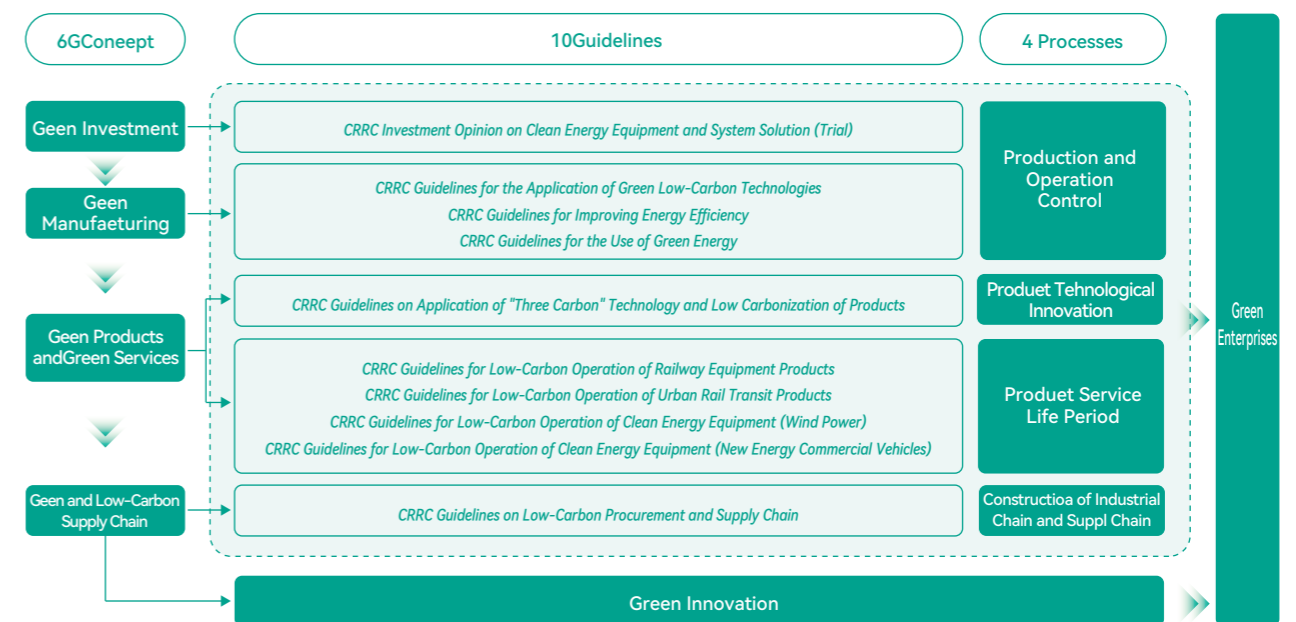 6GConeept
10Guidelines
4 Processes
Geen Investment
CRRC Investment Opinion on Clean Energy Equipment and System Solution (Trial)
Production and
Operation
Control
Geen
Manufaeturing
CRRC Guidelines for the Application of Green Low-Carbon Technologies
CRRC Guidelines for Improving Energy Efficiency
CRRC Guidelines for the Use of Green Energy
Geen Products
andGreen Services
CRRC Guidelines on Application of "Three Carbon" Technology and Low Carbonization of Products
Produet Tehnological
Innovation
CRRC Guidelines for Low-Carbon Operation of Railway Equipment Products
CRRC Guidelines for Low-Carbon Operation of Urban Rail Transit Products
CRRC Guidelines for Low-Carbon Operation of Clean Energy Equipment (Wind Power)
CRRC Guidelines for Low-Carbon Operation of Clean Energy Equipment (New Energy Commercial Vehicles)
Produet Service
Life Period
Geen and Low-Carbon
Supply Chain
CRRC Guidelines on Low-Carbon Procurement and Supply Chain
Constructioa of Industrial
Chain and Suppl Chain
Green Innovation
Green
Enterprises